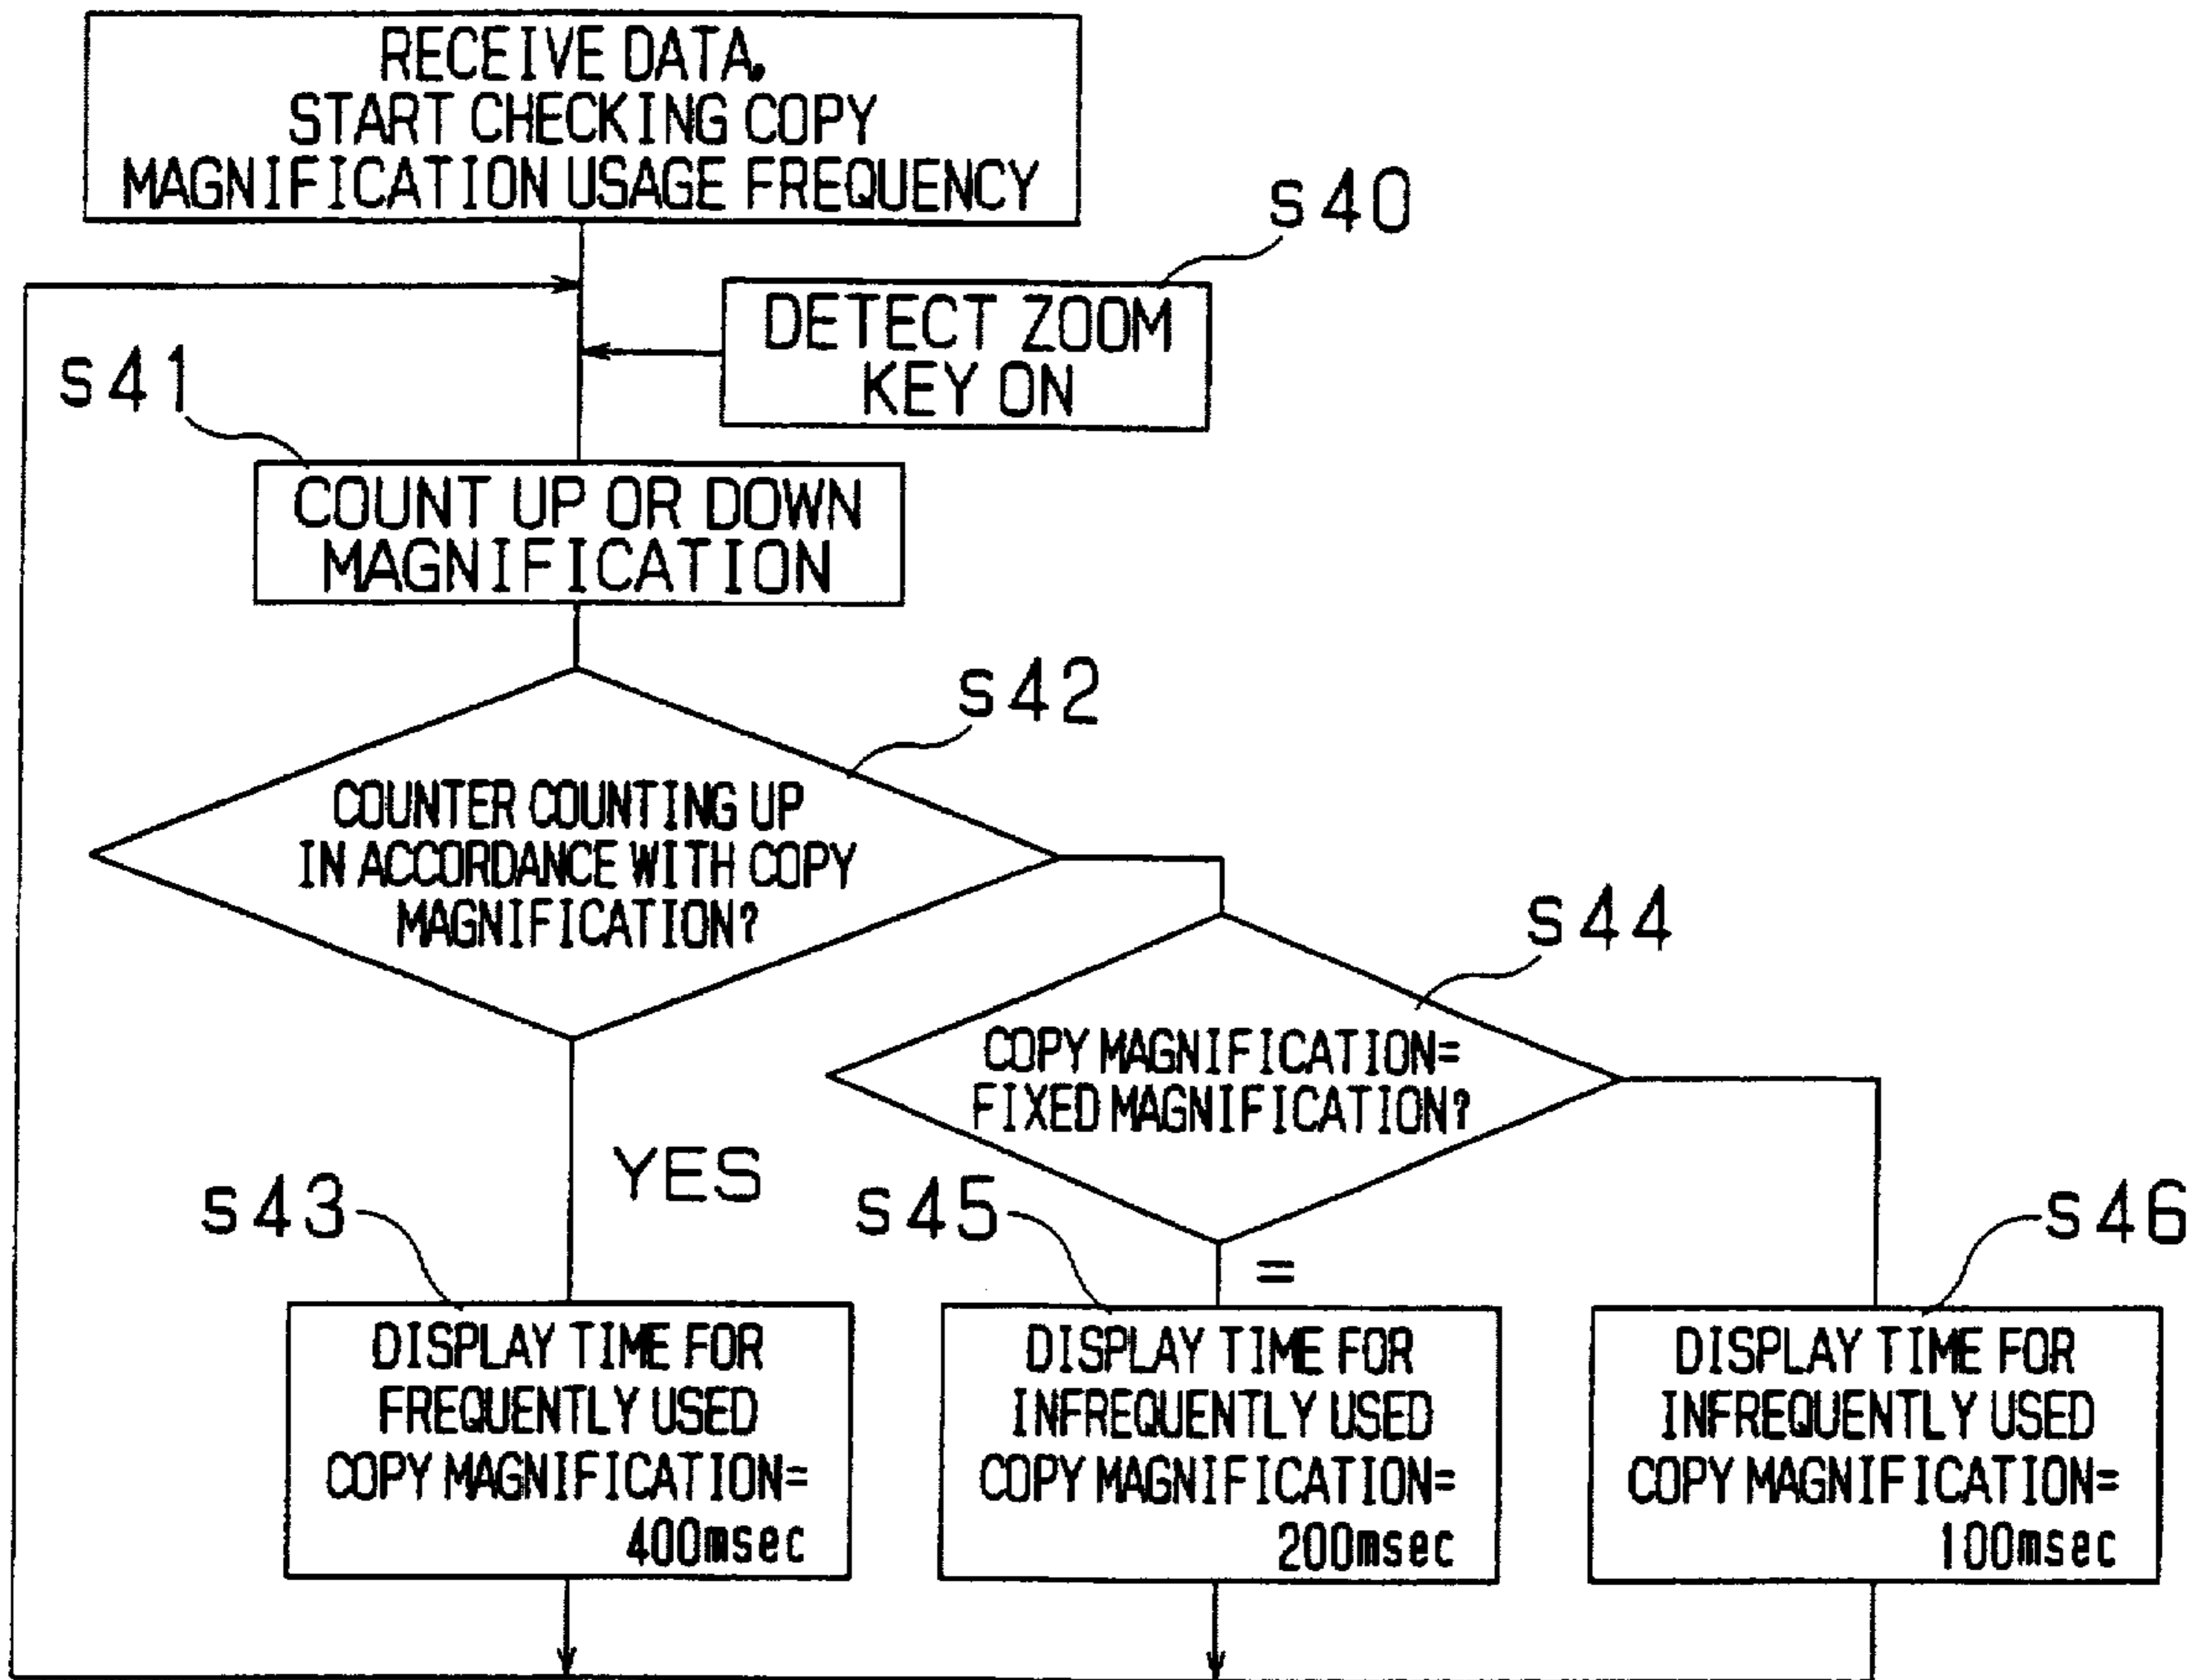 RECEIVE DATA.
START CHECKING COPY
MAGNIFICATION USAGE FREQUENCY
s40
DETECT ZOOM
KEY ON
s41
COUNT UP OR DOWN
MAGNIFICATION
s42
COUNTER COUNTING UP
IN ACCORDANCE WITH COPY
MAGNIFICATION?
s44
COPY MAGNIFICATION=
FIXED MAGNIFICATION?
YES
s43
s45
s46
=
DISPLAY TIME FOR
FREQUENTLY USED
COPY MAGNIFICATION=
400msec
DISPLAY TIME FOR
INFREQUENTLY USED
COPY MAGNIFICATION=
200msec
DISPLAY TIME FOR
INFREQUENTLY USED
COPY MAGNIFICATION=
100msec